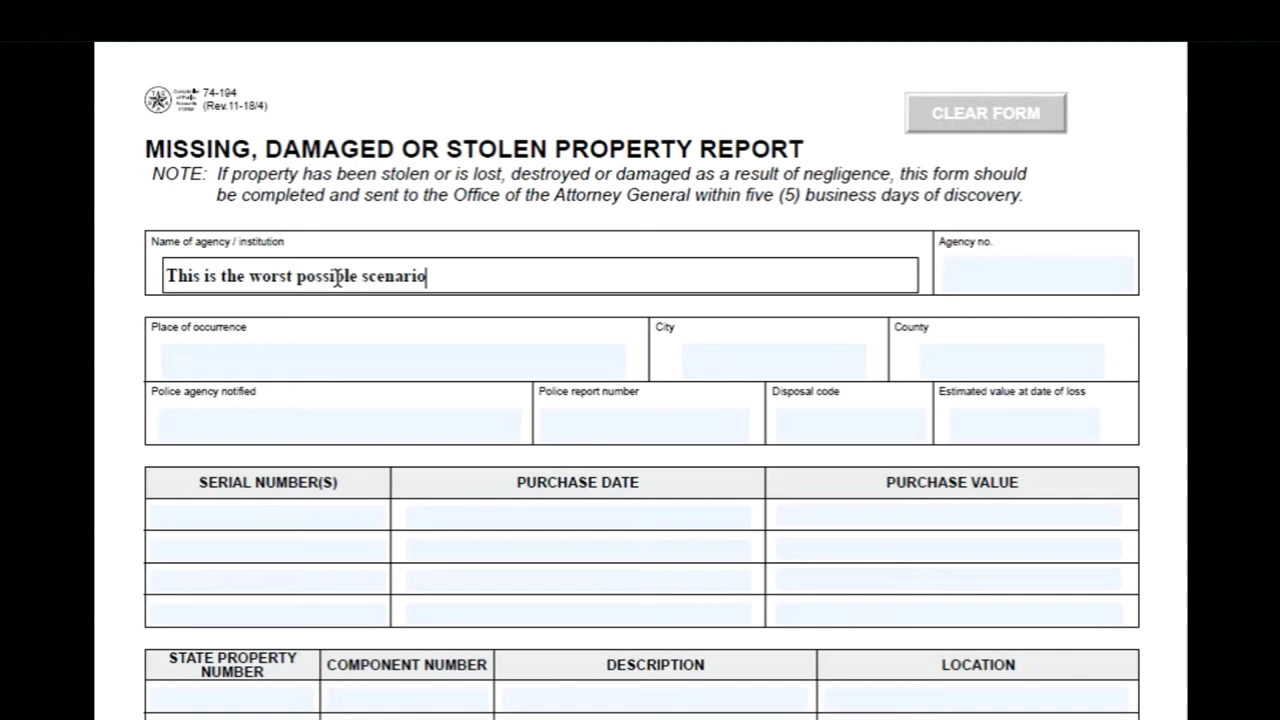 74-194
(Rev.11-18/4)
CLEAR FORM
MISSING, DAMAGED OR STOLEN PROPERTY REPORT
NOTE: If property has been stolen or is lost, destroyed or damaged as a result of negligence, this form should
be completed and sent to the Office of the Attorney General within five (5) business days of discovery.
Name of agency / institution
Agency no.
This is the worst possible scenario
Place of occurrence
City
County
Police agency notified
Police report number
Disposal code
Estimated value at date of loss
SERIAL NUMBER(S)
PURCHASE DATE
PURCHASE VALUE
STATE PROPERTY
NUMBER
COMPONENT NUMBER
DESCRIPTION
LOCATION